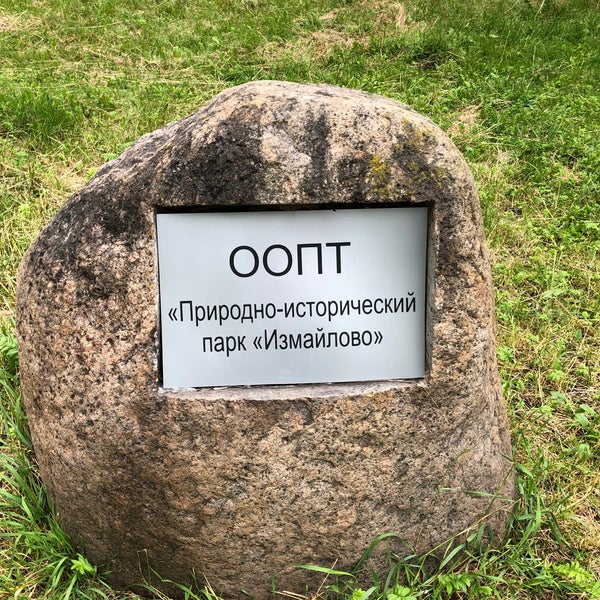 ООПТ
«Природно-исторический
парк «Измайлово»